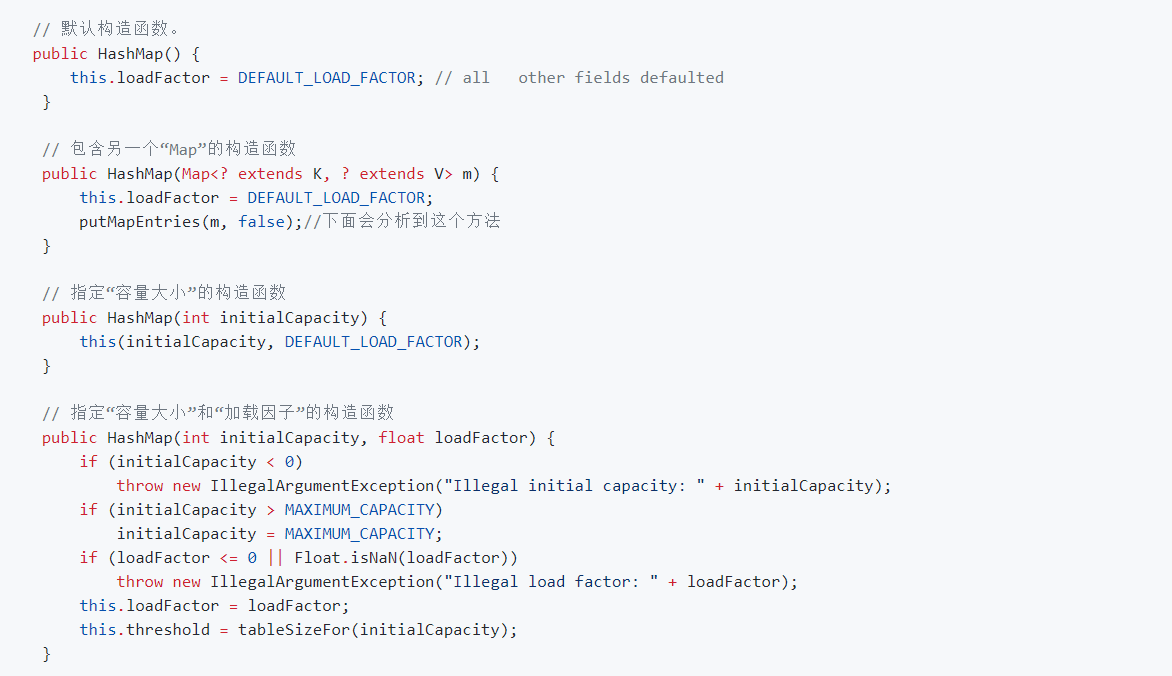 // 默认构造函数。
public HashMap() {
    this.loadFactor = DEFAULT_LOAD_FACTOR; // all   other fields defaulted
 }

 // 包含另一个“Map”的构造函数
 public HashMap(Map<? extends K, ? extends V> m) {
     this.loadFactor = DEFAULT_LOAD_FACTOR;
     putMapEntries(m, false);//下面会分析到这个方法
 }

 // 指定“容量大小”的构造函数
 public HashMap(int initialCapacity) {
     this(initialCapacity, DEFAULT_LOAD_FACTOR);
 }

 // 指定“容量大小”和“加载因子”的构造函数
 public HashMap(int initialCapacity, float loadFactor) {
     if (initialCapacity < 0)
         throw new IllegalArgumentException("Illegal initial capacity: " + initialCapacity);
     if (initialCapacity > MAXIMUM_CAPACITY)
         initialCapacity = MAXIMUM_CAPACITY;
     if (loadFactor <= 0 || Float.isNaN(loadFactor))
         throw new IllegalArgumentException("Illegal load factor: " + loadFactor);
     this.loadFactor = loadFactor;
     this.threshold = tableSizeFor(initialCapacity);
 }